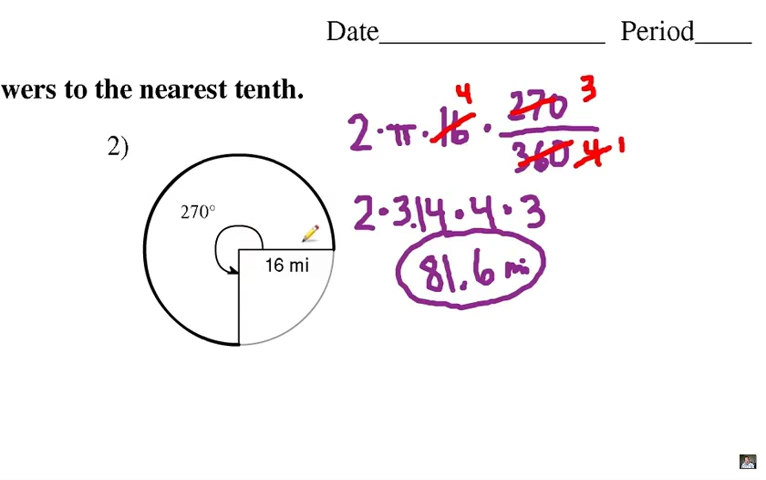 Date________________ Period____
wers to the nearest tenth.
2)
270°
16 mi
2·π·16 4 · 270 3
360 4 1
2·3.14·4·3
81.6 mi